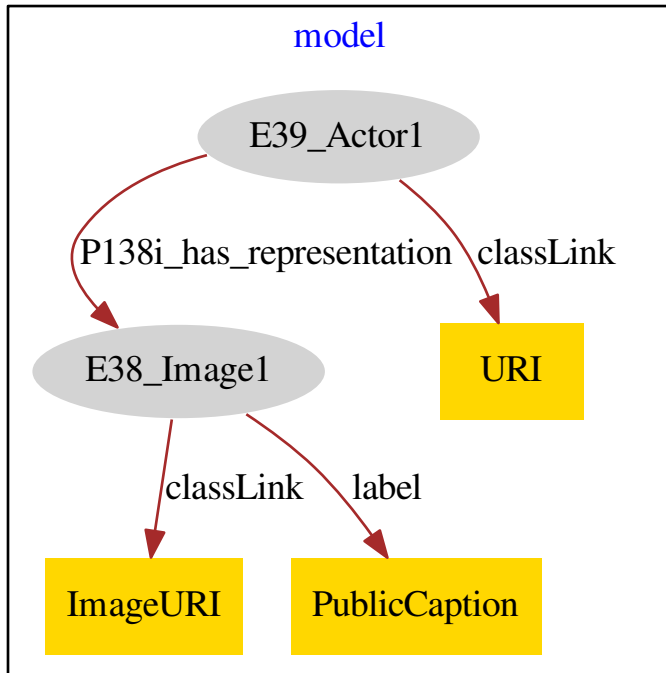 model
E39_Actor1
P138i_has_representation
classLink
E38_Image1
URI
classLink
label
ImageURI
PublicCaption